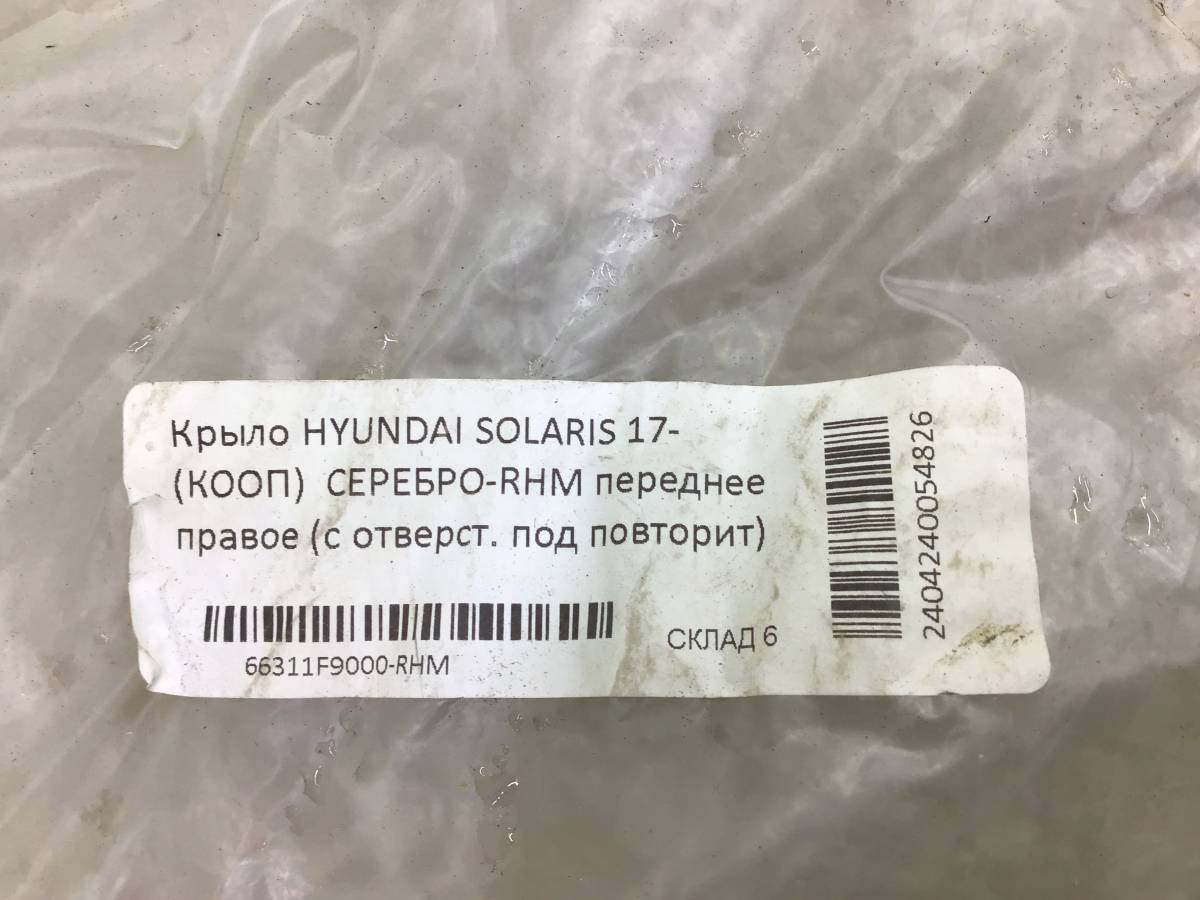 Крыло HYUNDAI SOLARIS 17-
(КООП) СЕРЕБРО-RHM переднее
правое (с отверст. под повторит)
66311F9000-RHM
СКЛАД 6
2404240054826